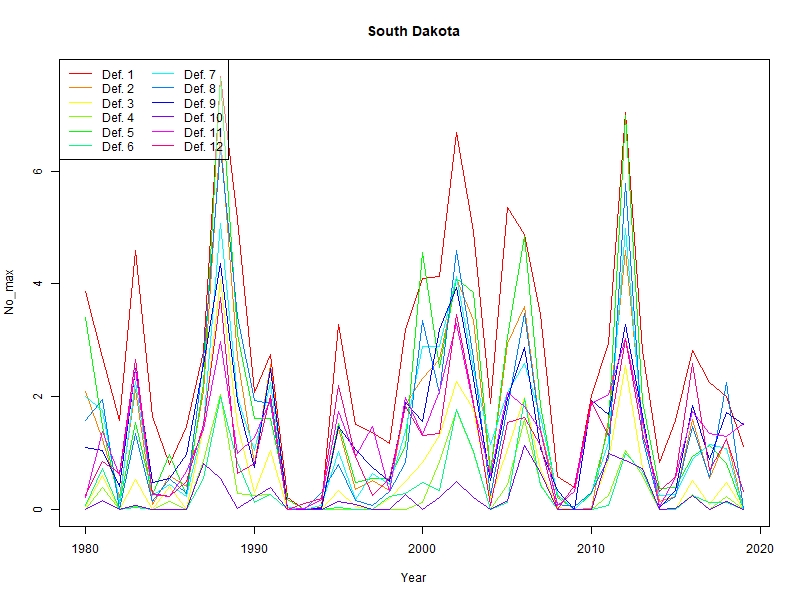 South Dakota
Def. 1 Def. 7
Def. 2 Def. 8
Def. 3 Def. 9
Def. 4 Def. 10
Def. 5 Def. 11
Def. 6 Def. 12
6
4
2
0
No_max
1980 1990 2000 2010 2020
Year